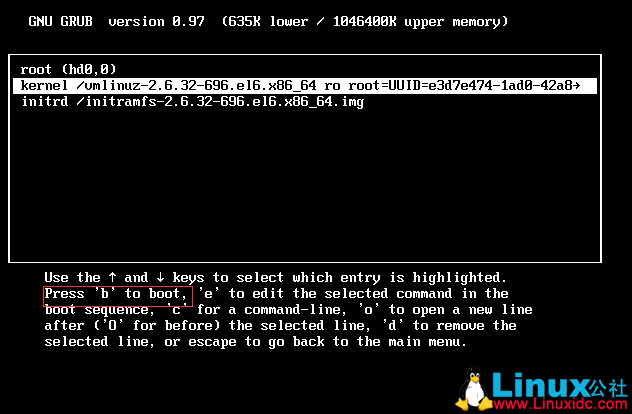 GNU GRUB  version 0.97  (635K lower / 1046400K upper memory)
root (hd0,0)
kernel /vmlinuz-2.6.32-696.el6.x86_64 ro root=UUID=e3d7e474-1ad0-42a8→
initrd /initramfs-2.6.32-696.el6.x86_64.img
Use the ↑ and ↓ keys to select which entry is highlighted.
Press 'b' to boot, 'e' to edit the selected command in the
boot sequence, 'c' for a command-line, 'o' to open a new line
after ('O' for before) the selected line, 'd' to remove the
selected line, or escape to go back to the main menu.
Linux公社
www.Linuxidc.com